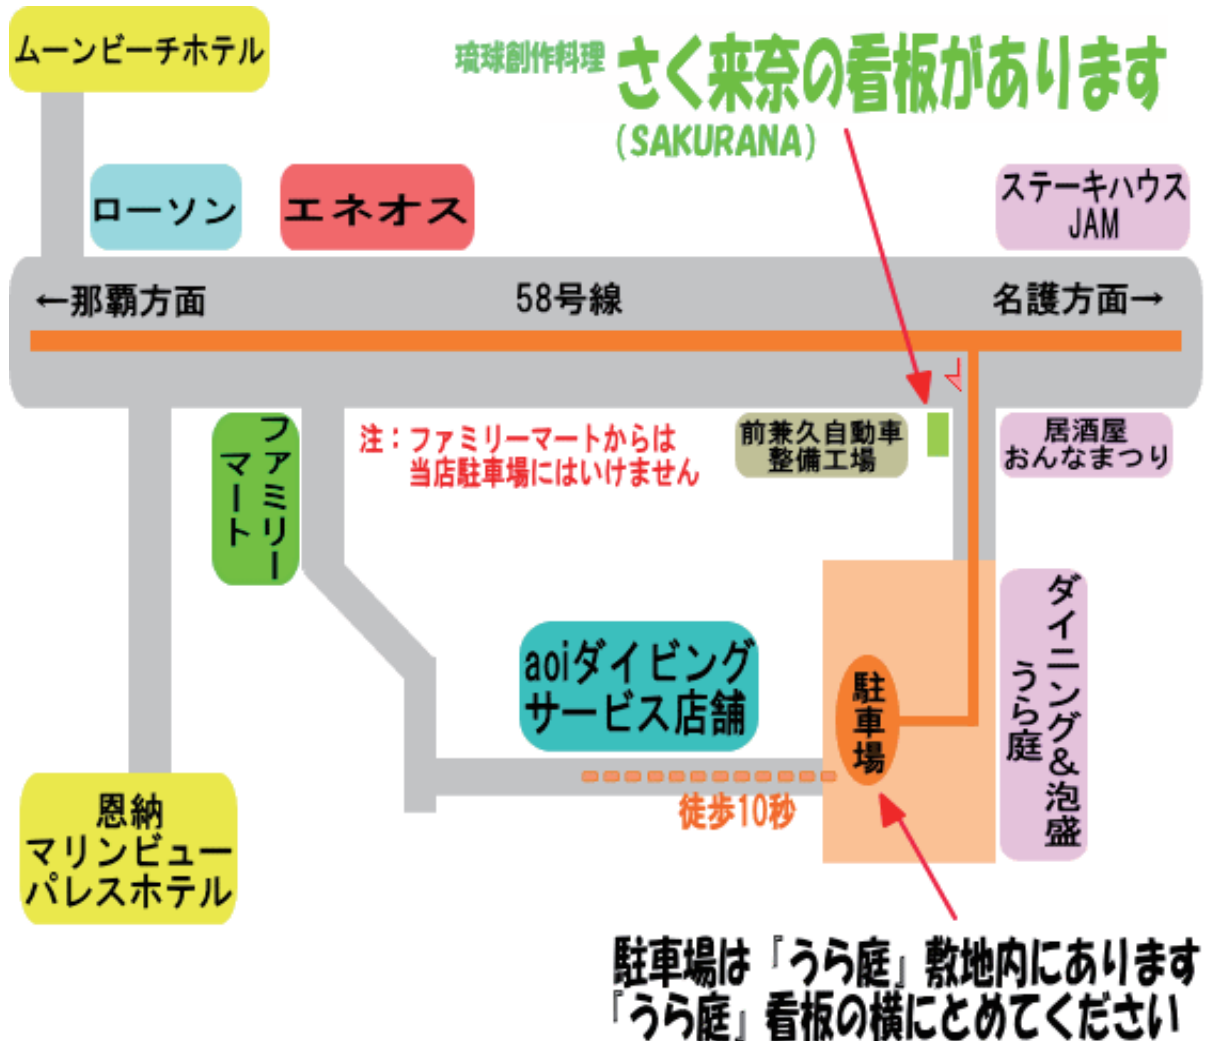 ムーンビーチホテル
琉球創作料理 さく来奈の看板があります
(SAKURANA)
ローソン
エネオス
ステーキハウス
JAM
←那覇方面
58号線
名護方面→
ファミリー
マート
注：ファミリーマートからは
当店駐車場にはいけません
前兼久自動車
整備工場
居酒屋
おんなまつり
aoiダイビング
サービス店舗
駐車場
ダイニング&泡盛
うら庭
徒歩10秒
恩納
マリンビュー
パレスホテル
駐車場は『うら庭』敷地内にあります
『うら庭』看板の横にとめてください